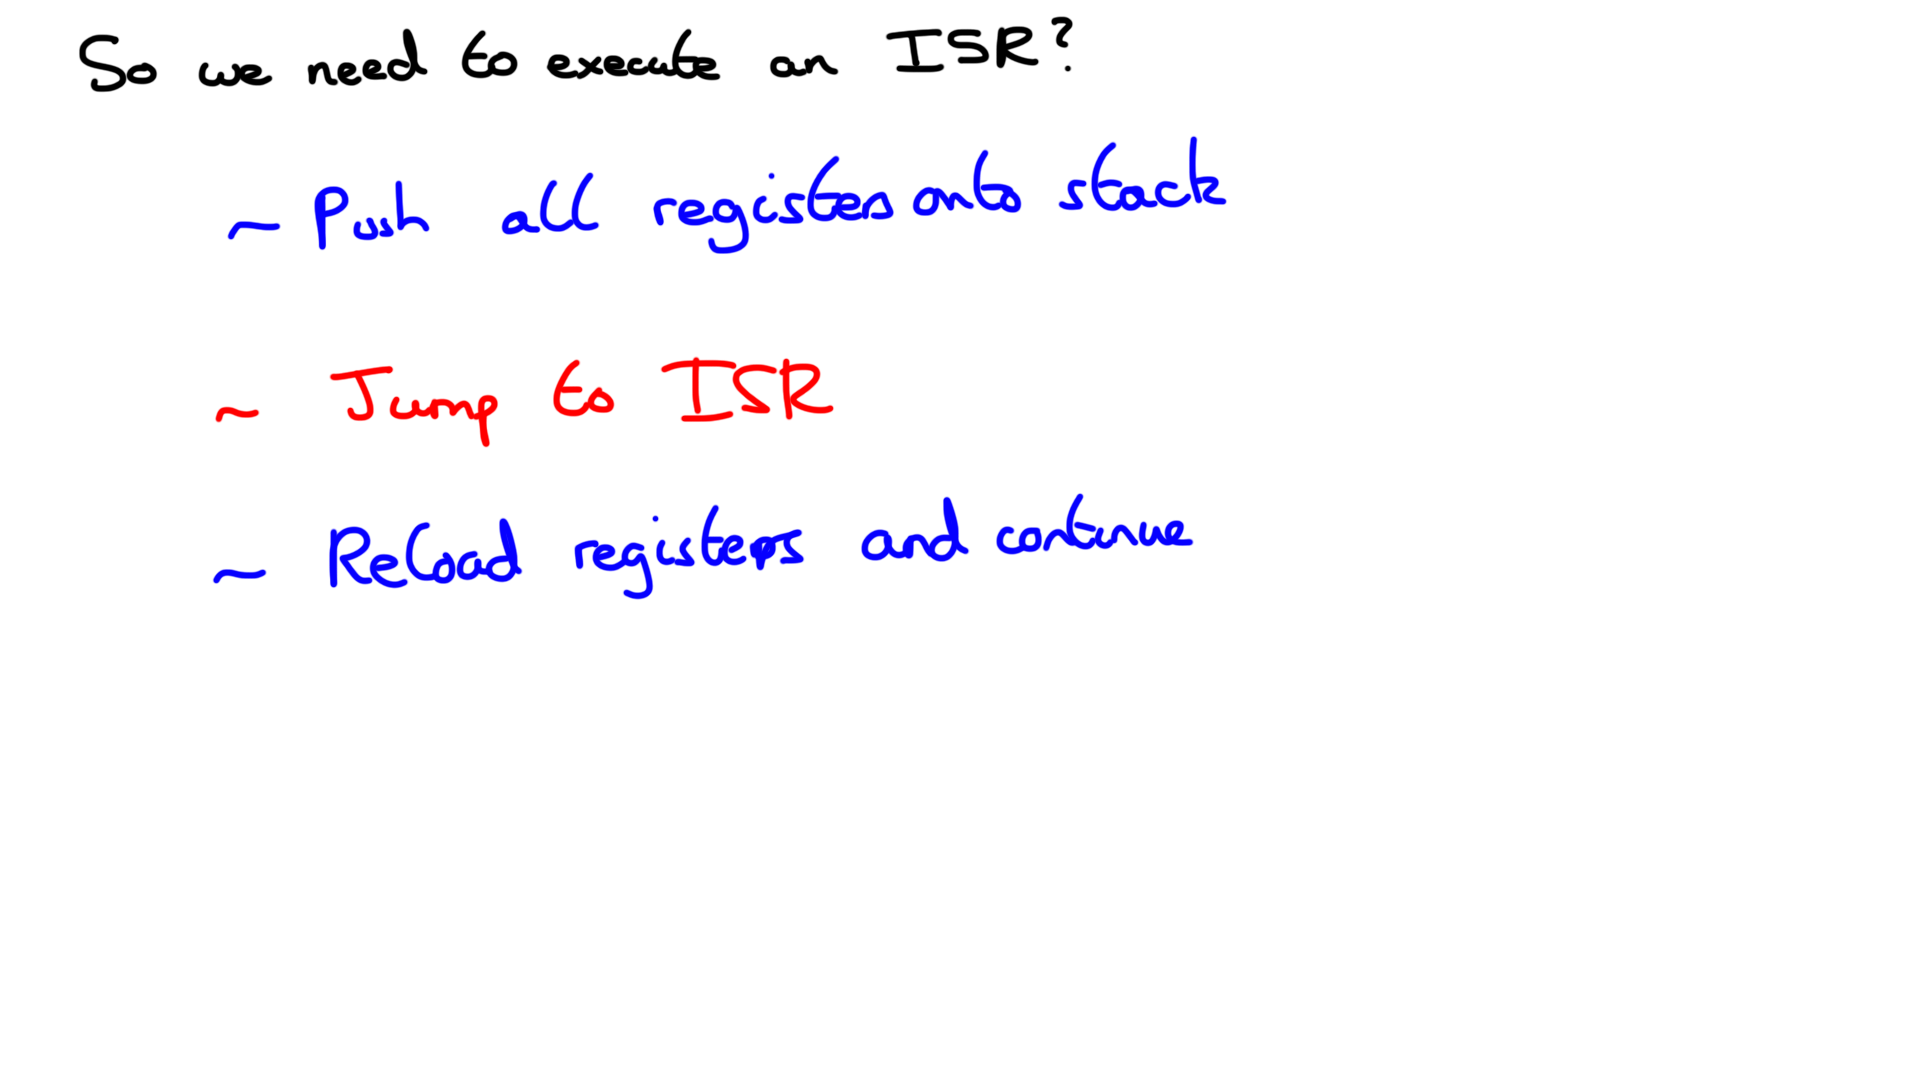 So we need to execute an ISR?
~ Push all registers onto stack
~ Jump to ISR
~ Reload registers and continue